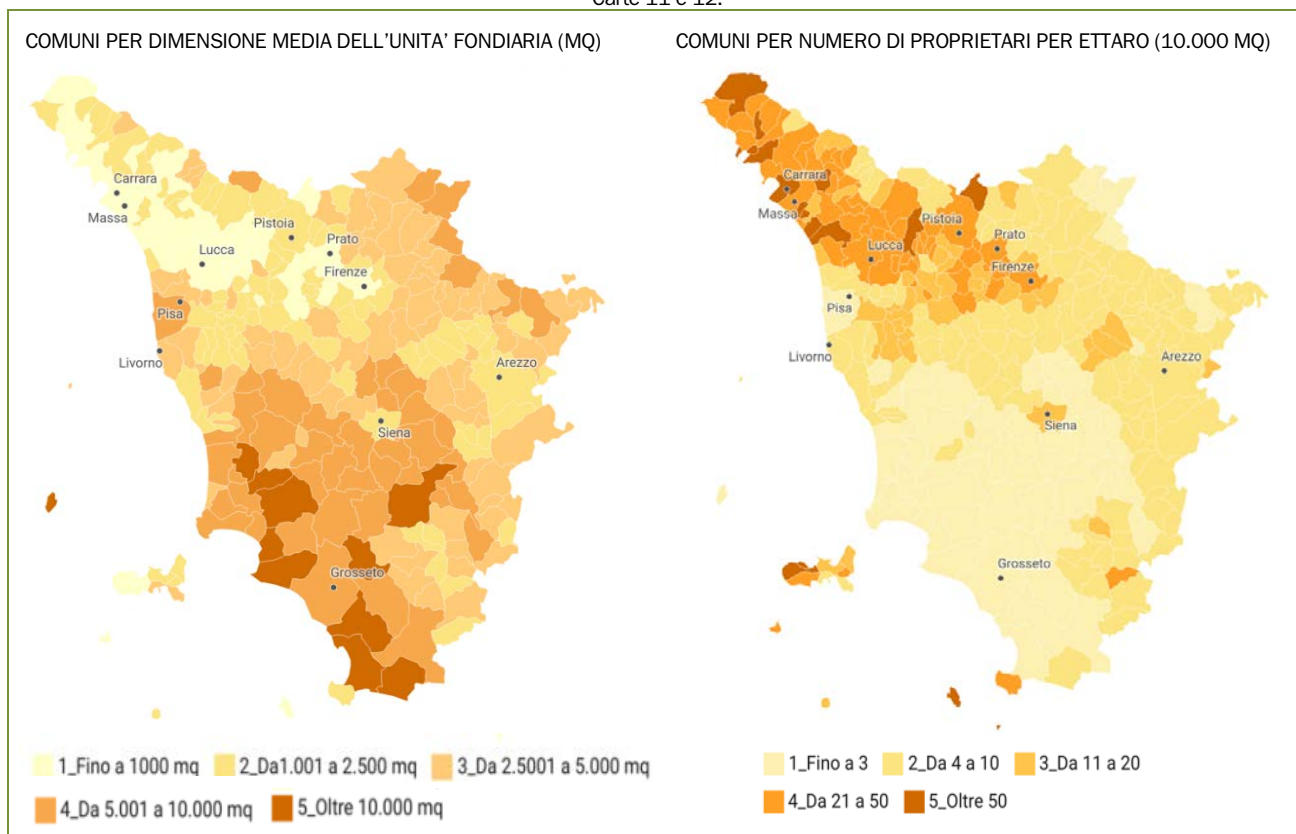 Carte 11 e 12.
COMUNI PER DIMENSIONE MEDIA DELL'UNITA' FONDIARIA (MQ)
Carrara
Massa
Pistoia
Lucca
Prato
Firenze
Pisa
Livorno
Arezzo
Siena
Grosseto
1_Fino a 1000 mq 2_Da1.001 a 2.500 mq 3_Da 2.5001 a 5.000 mq
4_Da 5.001 a 10.000 mq 5_Oltre 10.000 mq
COMUNI PER NUMERO DI PROPRIETARI PER ETTARO (10.000 MQ)
Carrara
Massa
Pistoia
Lucca
Prato
Firenze
Pisa
Livorno
Arezzo
Siena
Grosseto
1_Fino a 3 2_Da 4 a 10 3_Da 11 a 20
4_Da 21 a 50 5_Oltre 50